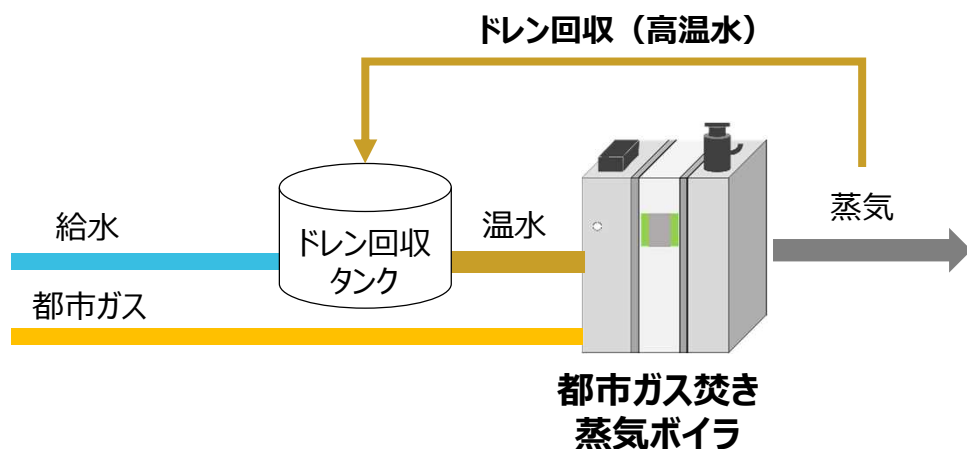 ドレン回収（高温水）
蒸気
給水
ドレン回収
タンク
温水
都市ガス
都市ガス焚き
蒸気ボイラ